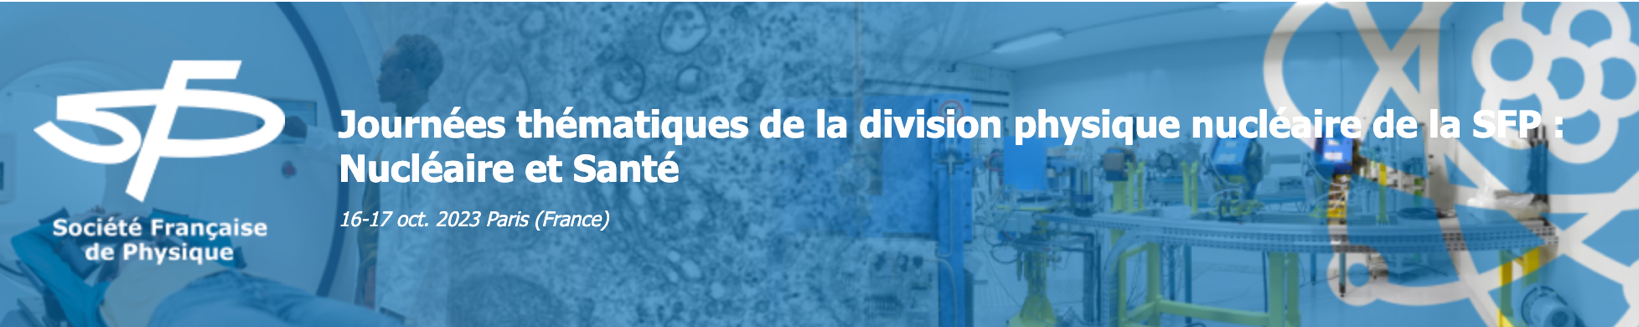 SFP
Société Française
de Physique
Journées thématiques de la division physique nucléaire de la SFP :
Nucléaire et Santé
16-17 oct. 2023 Paris (France)